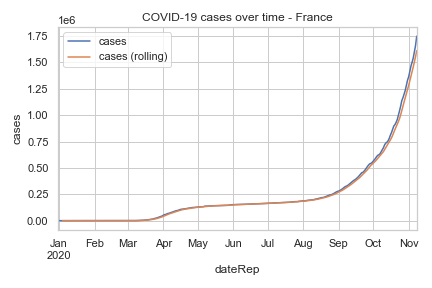 COVID-19 cases over time - France
1e6
cases
cases (rolling)
1.75
1.50
1.25
1.00
0.75
0.50
0.25
0.00
cases
Jan Feb Mar Apr May Jun Jul Aug Sep Oct Nov
2020
dateRep